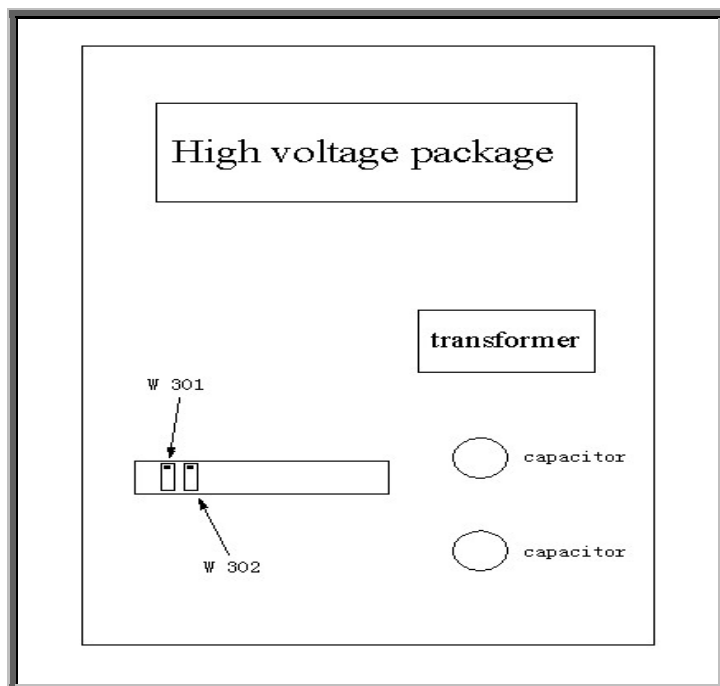 High voltage package
transformer
W 301
capacitor
W 302
capacitor